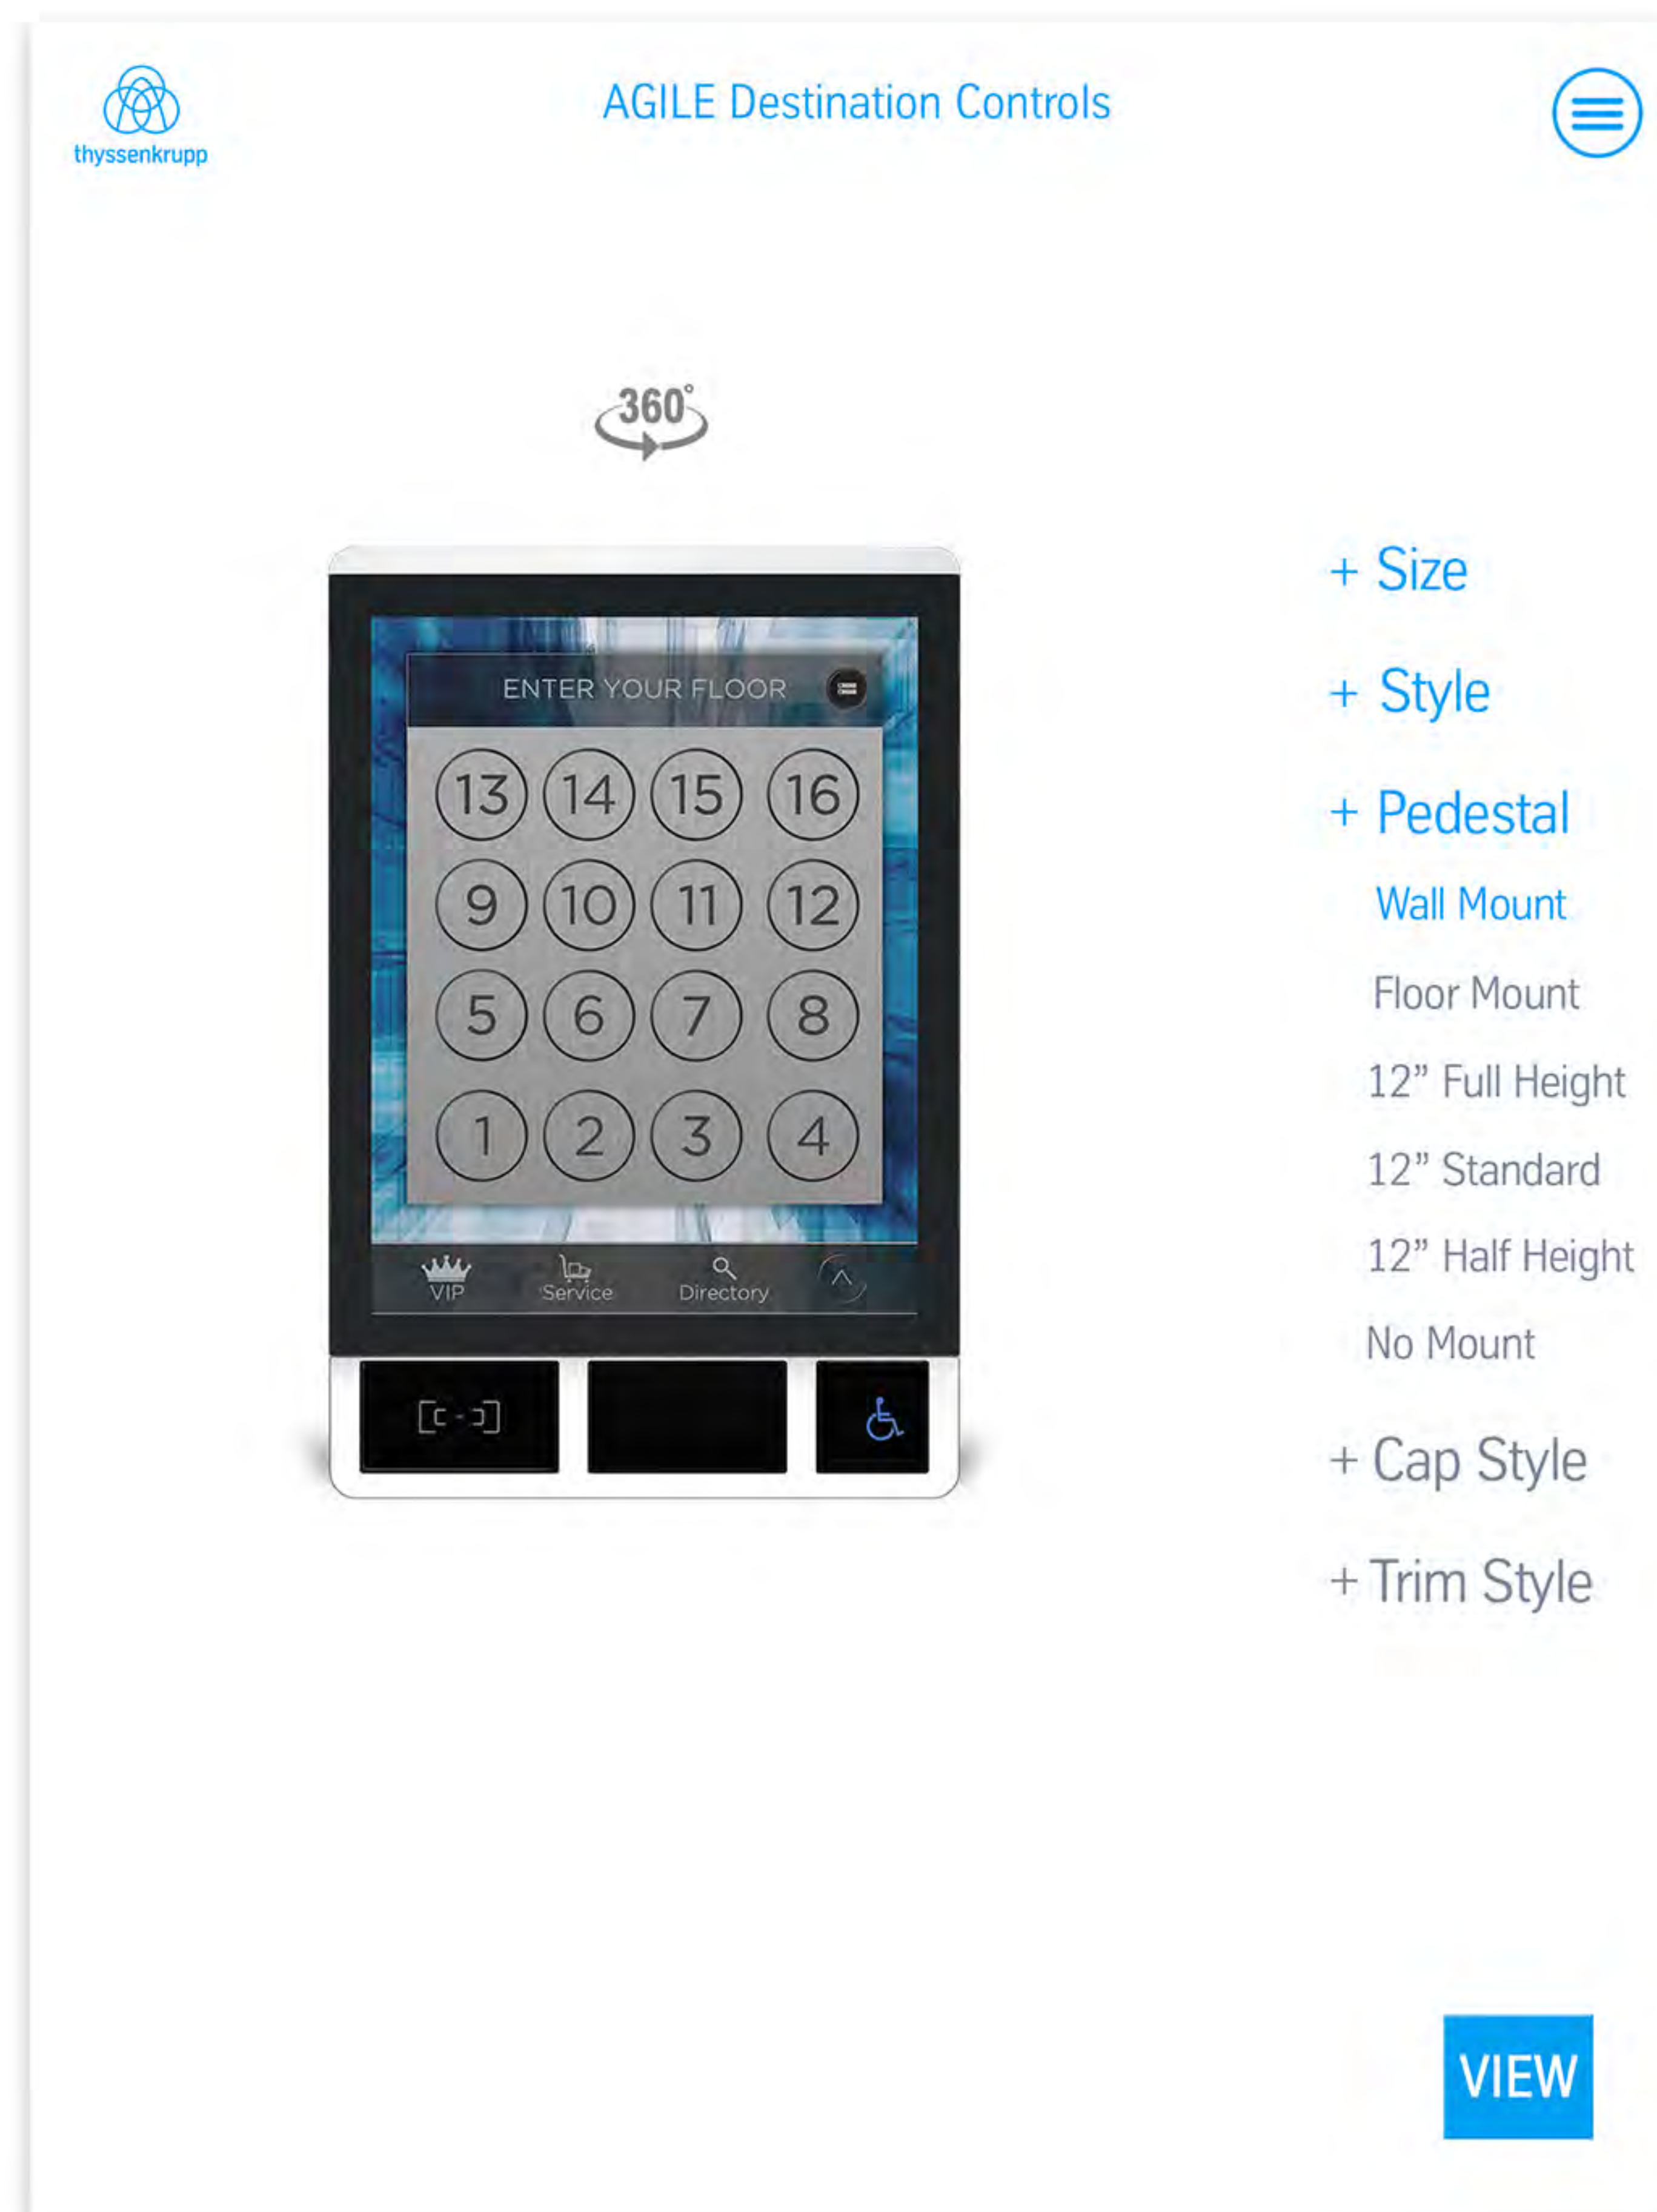 thyssenkrupp
AGILE Destination Controls
360°
ENTER YOUR FLOOR
13 14 15 16
9 10 11 12
5 6 7 8
1 2 3 4
VIP Service Directory
+ Size
+ Style
+ Pedestal
Wall Mount
Floor Mount
12” Full Height
12” Standard
12” Half Height
No Mount
+ Cap Style
+ Trim Style
VIEW